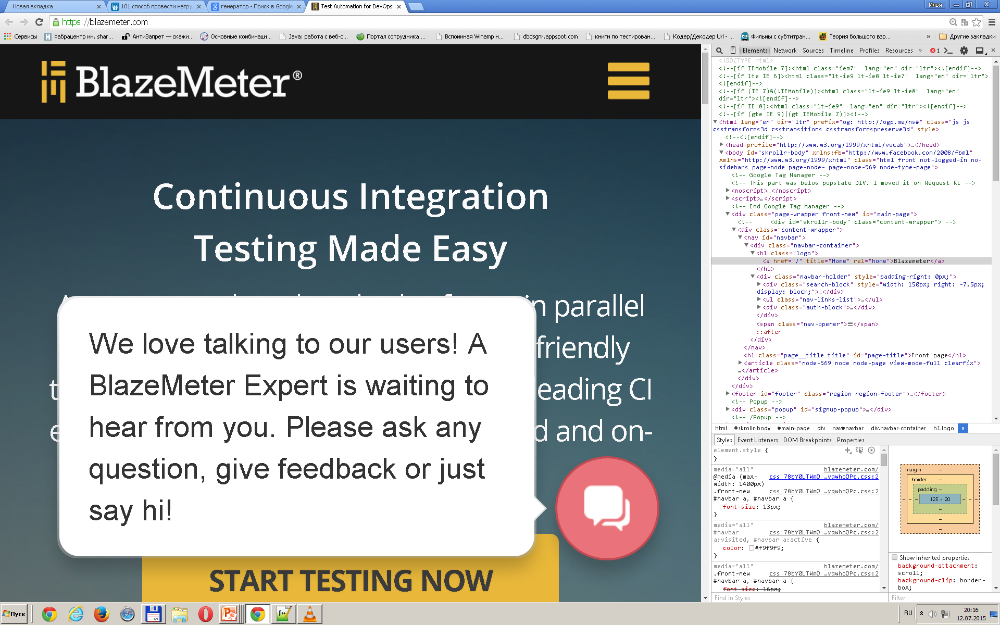 Новая вкладка
101 способ провести нагру
генератор - Поиск в Google
Test Automation for DevOps
Илья
https://blazemeter.com
Сервисы
Хабрацентр им. shar...
АнтиЗапрет — скажи...
Основные комбинаци...
Java: работа с веб-с...
Портал сотрудника ...
Вспоминая Winamp н...
dbdsgnr.appspot.com
книги по тестирован...
Кодер/Декодер Url - ...
Фильмы с субтитрам...
Теория большого взр...
»
Другие закладки
BlazeMeter®
Continuous Integration
Testing Made Easy
in parallel
friendly
leading CI
d and on-
We love talking to our users! A
BlazeMeter Expert is waiting to
hear from you. Please ask any
question, give feedback or just
say hi!
START TESTING NOW
Elements Network Sources Timeline Profiles Resources » 1
<!DOCTYPE html>
<!--[if IEMobile 7]><html class="iem7"  lang="en" dir="ltr"><![endif]-->
<!--[if lte IE 6]><html class="lt-ie9 lt-ie8 lt-ie7"  lang="en" dir="ltr">
<![endif]-->
<!--[if (IE 7)&(!IEMobile)]><html class="lt-ie9 lt-ie8"  lang="en"
dir="ltr"><![endif]-->
<!--[if IE 8]><html class="lt-ie9"  lang="en" dir="ltr"><![endif]-->
<!--[if (gte IE 9)|(gt IEMobile 7)]><!-->
<html lang="en" dir="ltr" prefix="og: http://ogp.me/ns#" class="js js
csstransforms3d csstransitions csstransformspreserve3d" style>
<!--<![endif]-->
<head profile="http://www.w3.org/1999/xhtml/vocab">…</head>
<body id="skrollr-body" xmlns:fb="http://www.facebook.com/2008/fbml"
xmlns="http://www.w3.org/1999/xhtml" class="html front not-logged-in no-
sidebars page-node page-node- page-node-569 node-type-page">
<!-- Google Tag Manager -->
<!-- This part was below popstate DIV. I moved it on Request KL -->
<noscript>…</noscript>
<script>…</script>
<!-- End Google Tag Manager -->
<div class="page-wrapper front-new" id="main-page">
<!--     <div id="skrollr-body" class="content-wrapper"> -->
<div class="content-wrapper">
<nav id="navbar">
<div class="navbar-container">
<h1 class="logo">
<a href="/" title="Home" rel="home">Blazemeter</a>
</h1>
<div class="navbar-holder" style="padding-right: 0px;">
<div class="search-block" style="width: 150px; right: -7.5px;
display: block;">…</div>
<ul class="nav-links-list">…</ul>
<div class="auth-block">…</div>
</div>
<span class="nav-opener">☰</span>
::after
</div>
</nav>
<h1 class="page__title title" id="page-title">Front page</h1>
<article class="node-569 node node-page view-mode-full clearfix">
…</article>
</div>
</div>
<footer id="footer" class="region region-footer">…</footer>
<!-- Popup -->
<div class="popup" id="signup-popup">…</div>
<!-- /Popup -->
html #skrollr-body #main-page div nav#navbar div.navbar-container h1.logo a
Styles Event Listeners DOM Breakpoints Properties
element.style {
}
media="all" blazemeter.com/
@media (max- css_78bY0LTWmQ_…yqwhoQPc.css:2
width: 1400px)
.front-new css_78bY0LTWmQ_…yqwhoQPc.css:2
#navbar a, #navbar a {
font-size: 13px;
}
media="all" blazemeter.com/
#navbar css_78bY0LTWmQ_…yqwhoQPc.css:2
a:visited, #navbar a:active {
color: #f9f9f9;
}
media="all" blazemeter.com/
.front-new css_78bY0LTWmQ_…yqwhoQPc.css:2
#navbar a, #navbar a {
font-size: 16px;
Find in Styles
margin –
border –
padding –
125 × 20
Show inherited properties
background-attachment:
scroll;
background-clip: border-
box;
Filter
Пуск
RU
20:16
12.07.2015